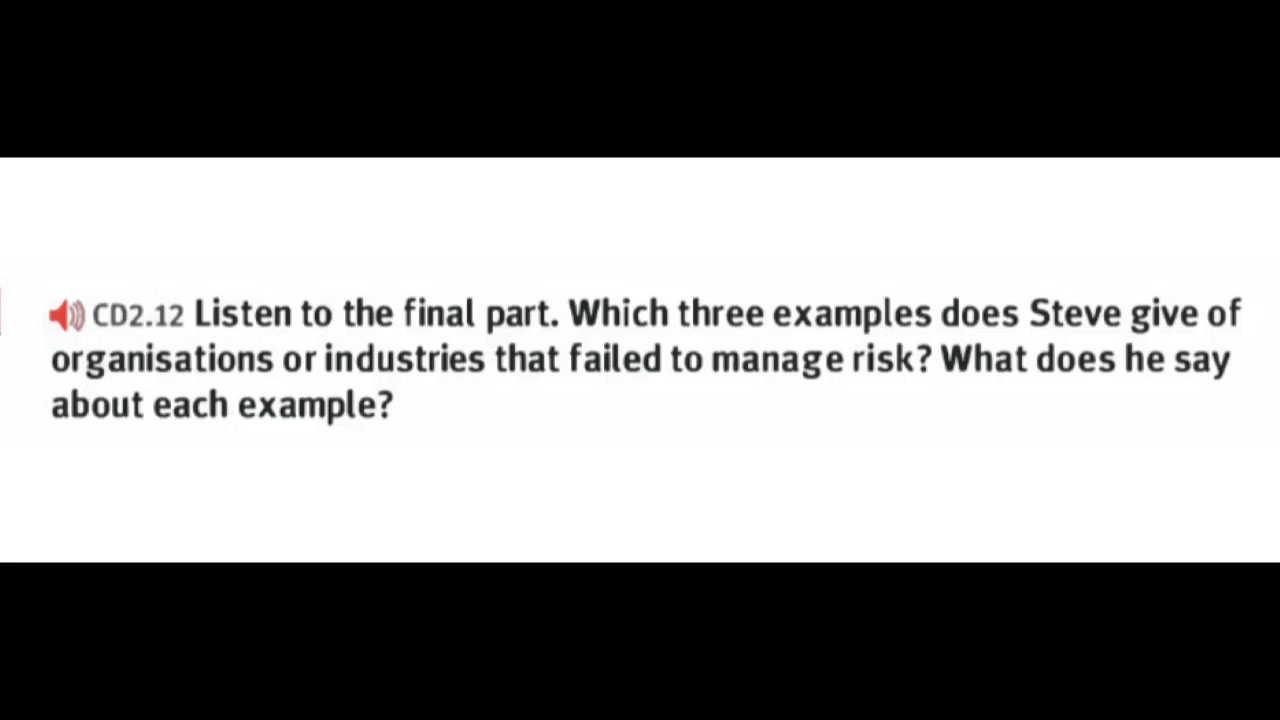 CD2.12 Listen to the final part. Which three examples does Steve give of
organisations or industries that failed to manage risk? What does he say
about each example?